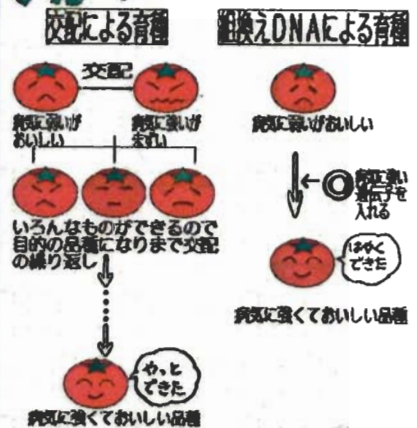 交配による育種
交配
病気に弱いが
おいしい
病気に強いが
まずい
いろんなものができるので
目的の品種になりまで交配
の繰り返し
やっと
できた
病気に強くておいしい品種
組換えDNAによる育種
病気に弱いがおいしい
病気に強い
遺伝子を
入れる
はやく
できた
病気に強くておいしい品種